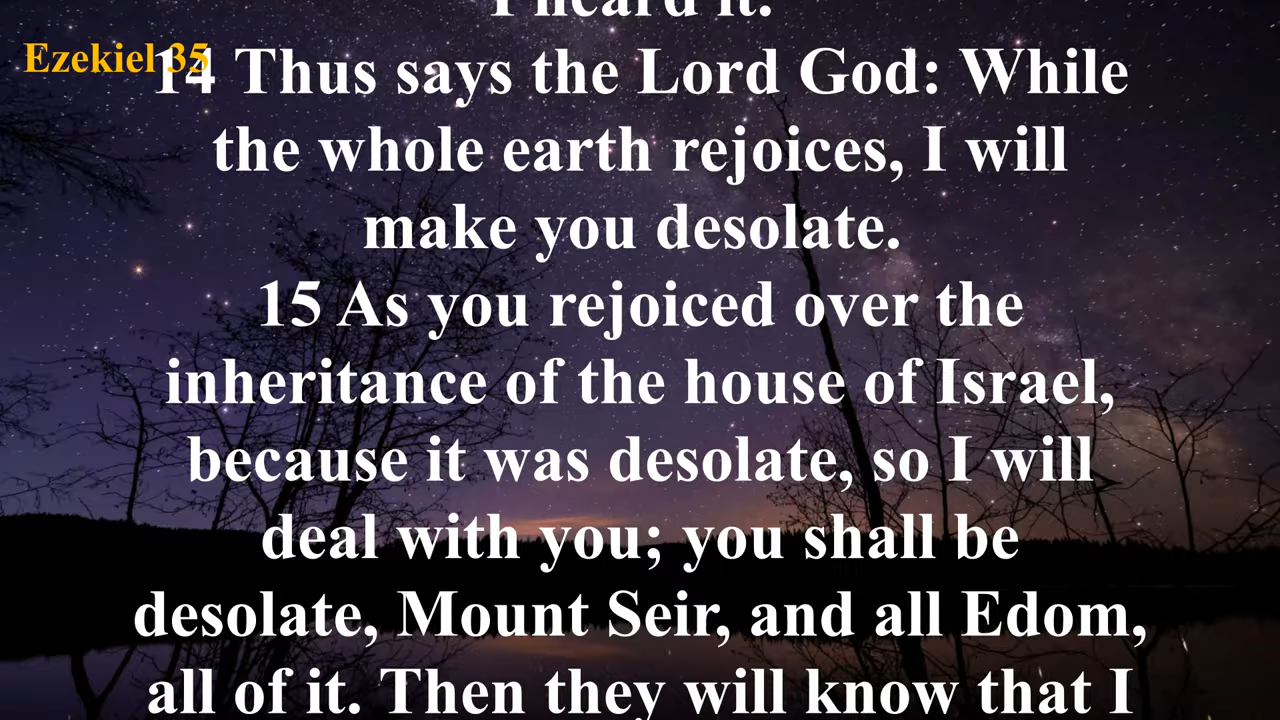 I heard it.
Ezekiel 35
14 Thus says the Lord God: While
the whole earth rejoices, I will
make you desolate.
15 As you rejoiced over the
inheritance of the house of Israel,
because it was desolate, so I will
deal with you; you shall be
desolate, Mount Seir, and all Edom,
all of it. Then they will know that I